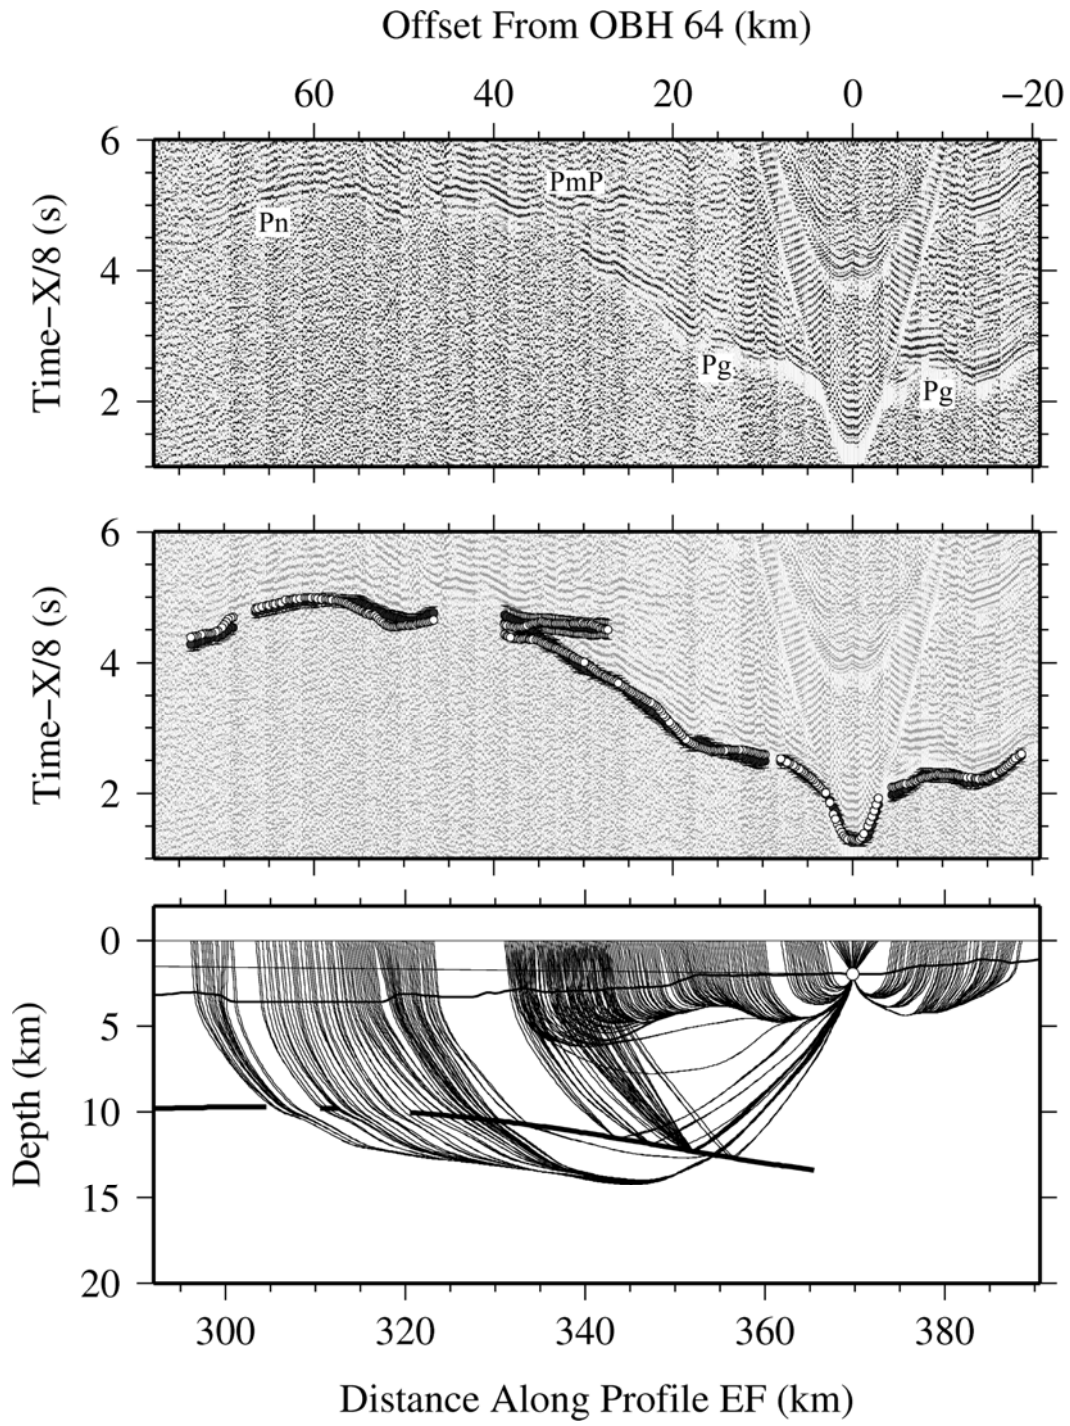 Offset From OBH 64 (km)
60 40 20 0 −20
6
4
2
Time−X/8 (s)
PmP
Pn
Pg
Pg
6
4
2
Time−X/8 (s)
0
5
10
15
20
Depth (km)
300 320 340 360 380
Distance Along Profile EF (km)